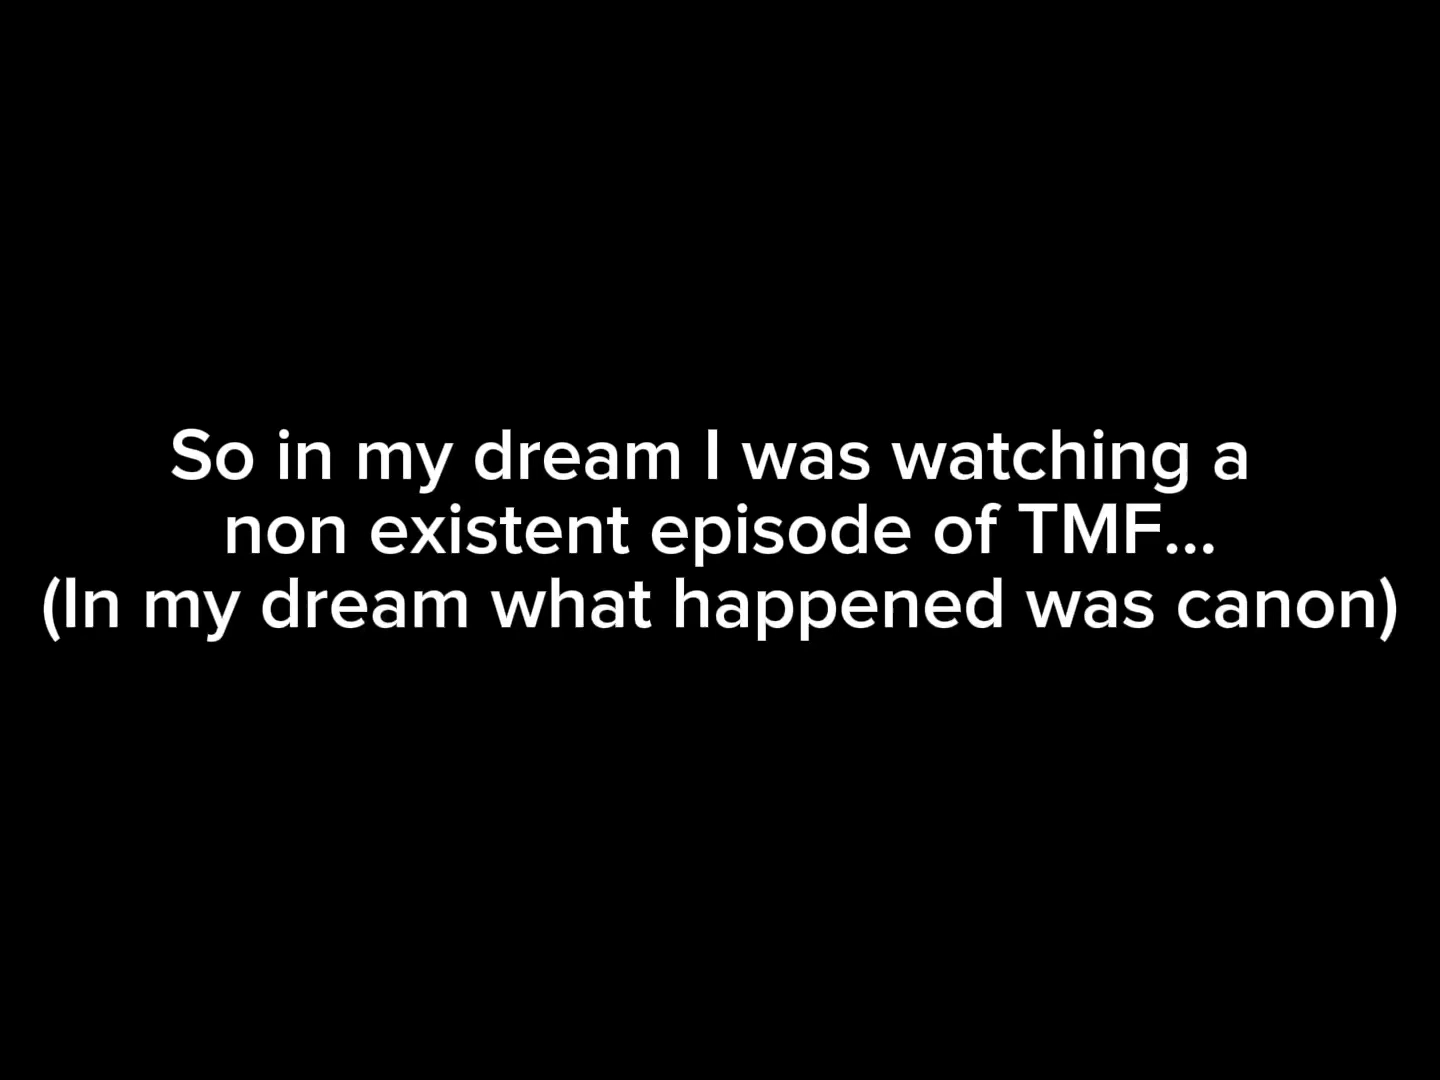 So in my dream I was watching a
non existent episode of TMF...
(In my dream what happened was canon)